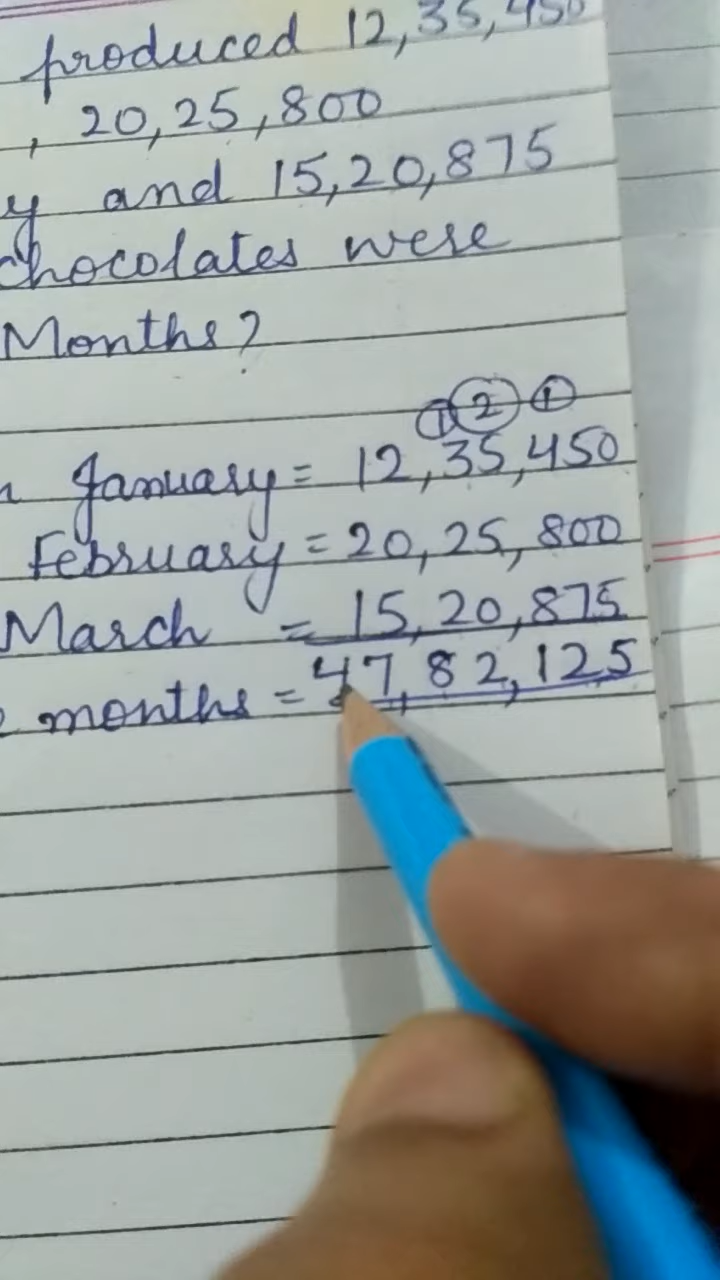 produced 12,35,450
, 20,25,800
y and 15,20,875
chocolates were
Months?
1 2 1
January = 12,35,450
February = 20,25,800
March = 15,20,875
months = 47,82,125